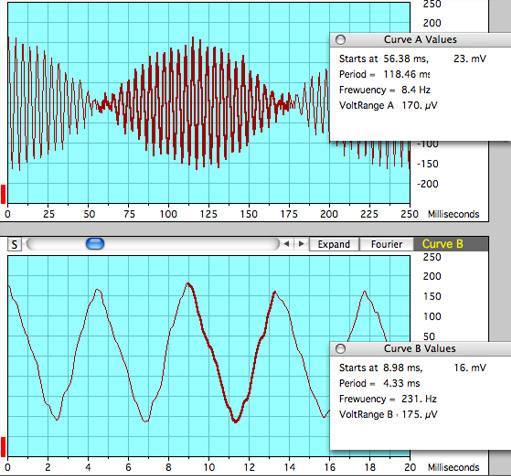 250
Curve A Values
Starts at 56.38 ms, 23. mV
Period = 118.46 ms
Frewuency = 8.4 Hz
VoltRange A 170. µV
-100
-150
-200
0 25 50 75 100 125 150 175 200 225 250 Milliseconds
S Expand Fourier Curve B
250
200
150
100
50
Curve B Values
Starts at 8.98 ms, 16. mV
Period = 4.33 ms
Frewuency = 231. Hz
VoltRange B · 175. µV
0 2 4 6 8 10 12 14 16 18 20 Milliseconds